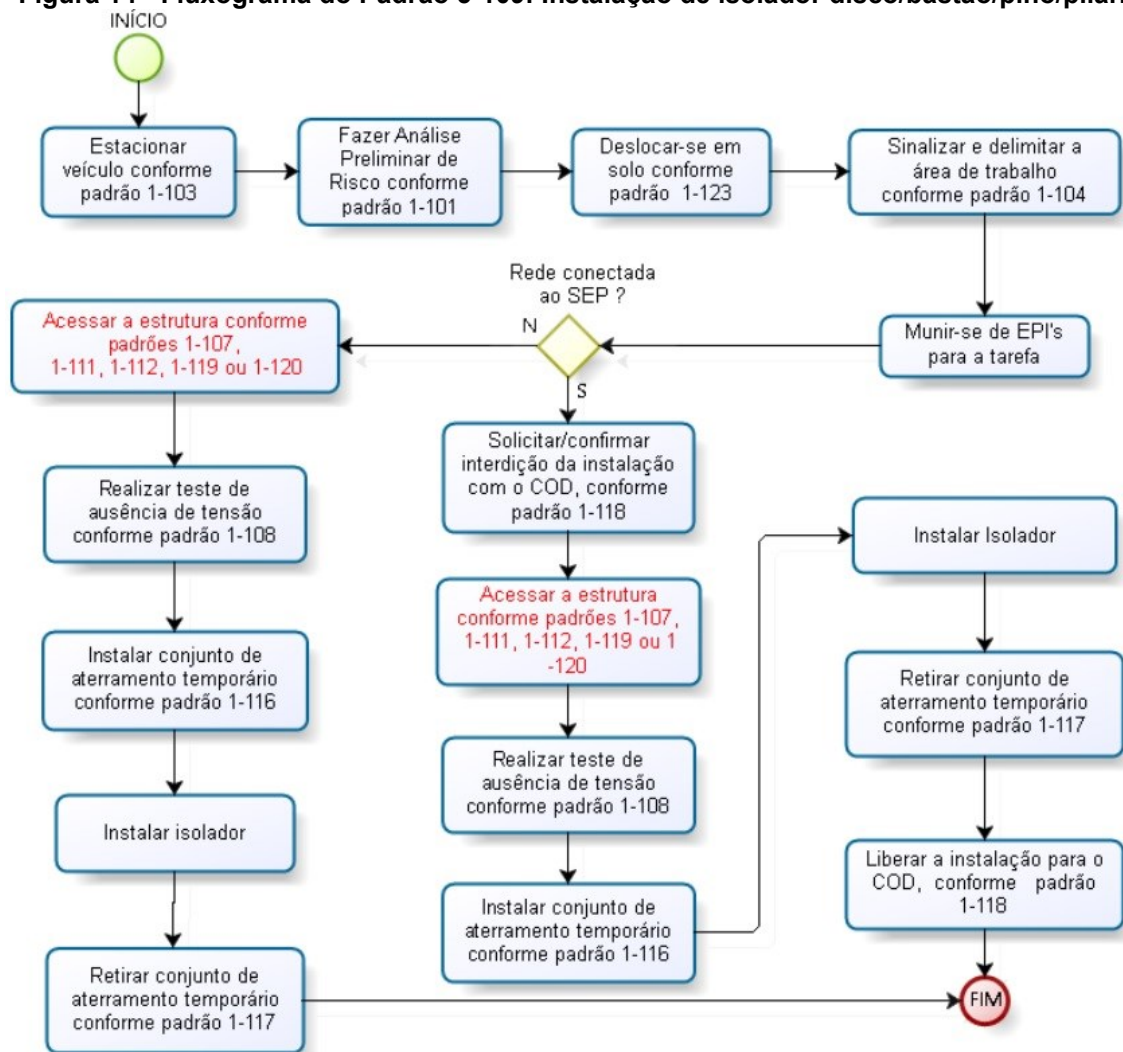 Fluxograma do Padrão Instalação de isolador disco/bastão/pino/pilar
INÍCIO
Estacionar
veículo conforme
padrão 1-103
Fazer Análise
Preliminar de
Risco conforme
padrão 1-101
Deslocar-se em
solo conforme
padrão 1-123
Sinalizar e delimitar a
área de trabalho
conforme padrão 1-104
Munir-se de EPI's
para a tarefa
Rede conectada
ao SEP ?
N
S
Acessar a estrutura conforme
padrões 1-107,
1-111, 1-112, 1-119 ou 1-120
Realizar teste de
ausência de tensão
conforme padrão 1-108
Instalar conjunto de
aterramento temporário
conforme padrão 1-116
Instalar isolador
Retirar conjunto de
aterramento temporário
conforme padrão 1-117
Solicitar/confirmar
interdição da instalação
com o COD, conforme
padrão 1-118
Acessar a estrutura
conforme padrões 1-107,
1-111, 1-112, 1-119 ou 1
-120
Realizar teste de
ausência de tensão
conforme padrão 1-108
Instalar conjunto de
aterramento temporário
conforme padrão 1-116
Instalar Isolador
Retirar conjunto de
aterramento temporário
conforme padrão 1-117
Liberar a instalação para o
COD, conforme padrão
1-118
FIM